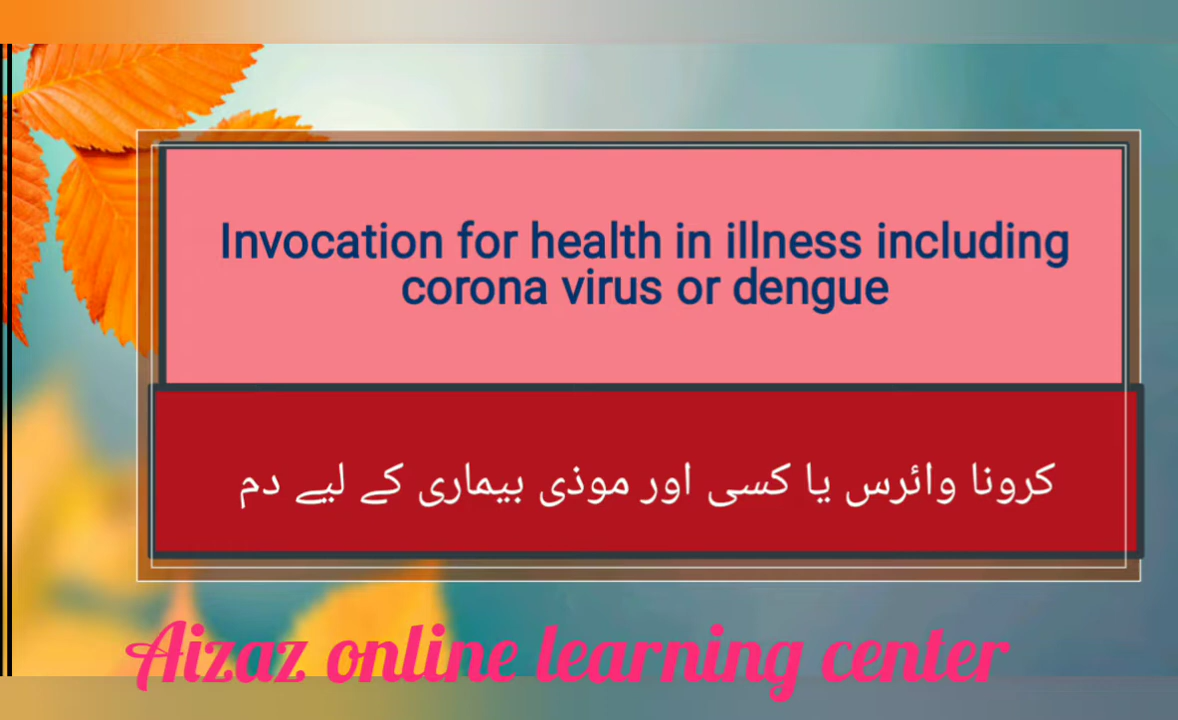 Invocation for health in illness including
corona virus or dengue
کرونا وائرس یا کسی اور موذی بیماری کے لیے دم
Aizaz online learning center